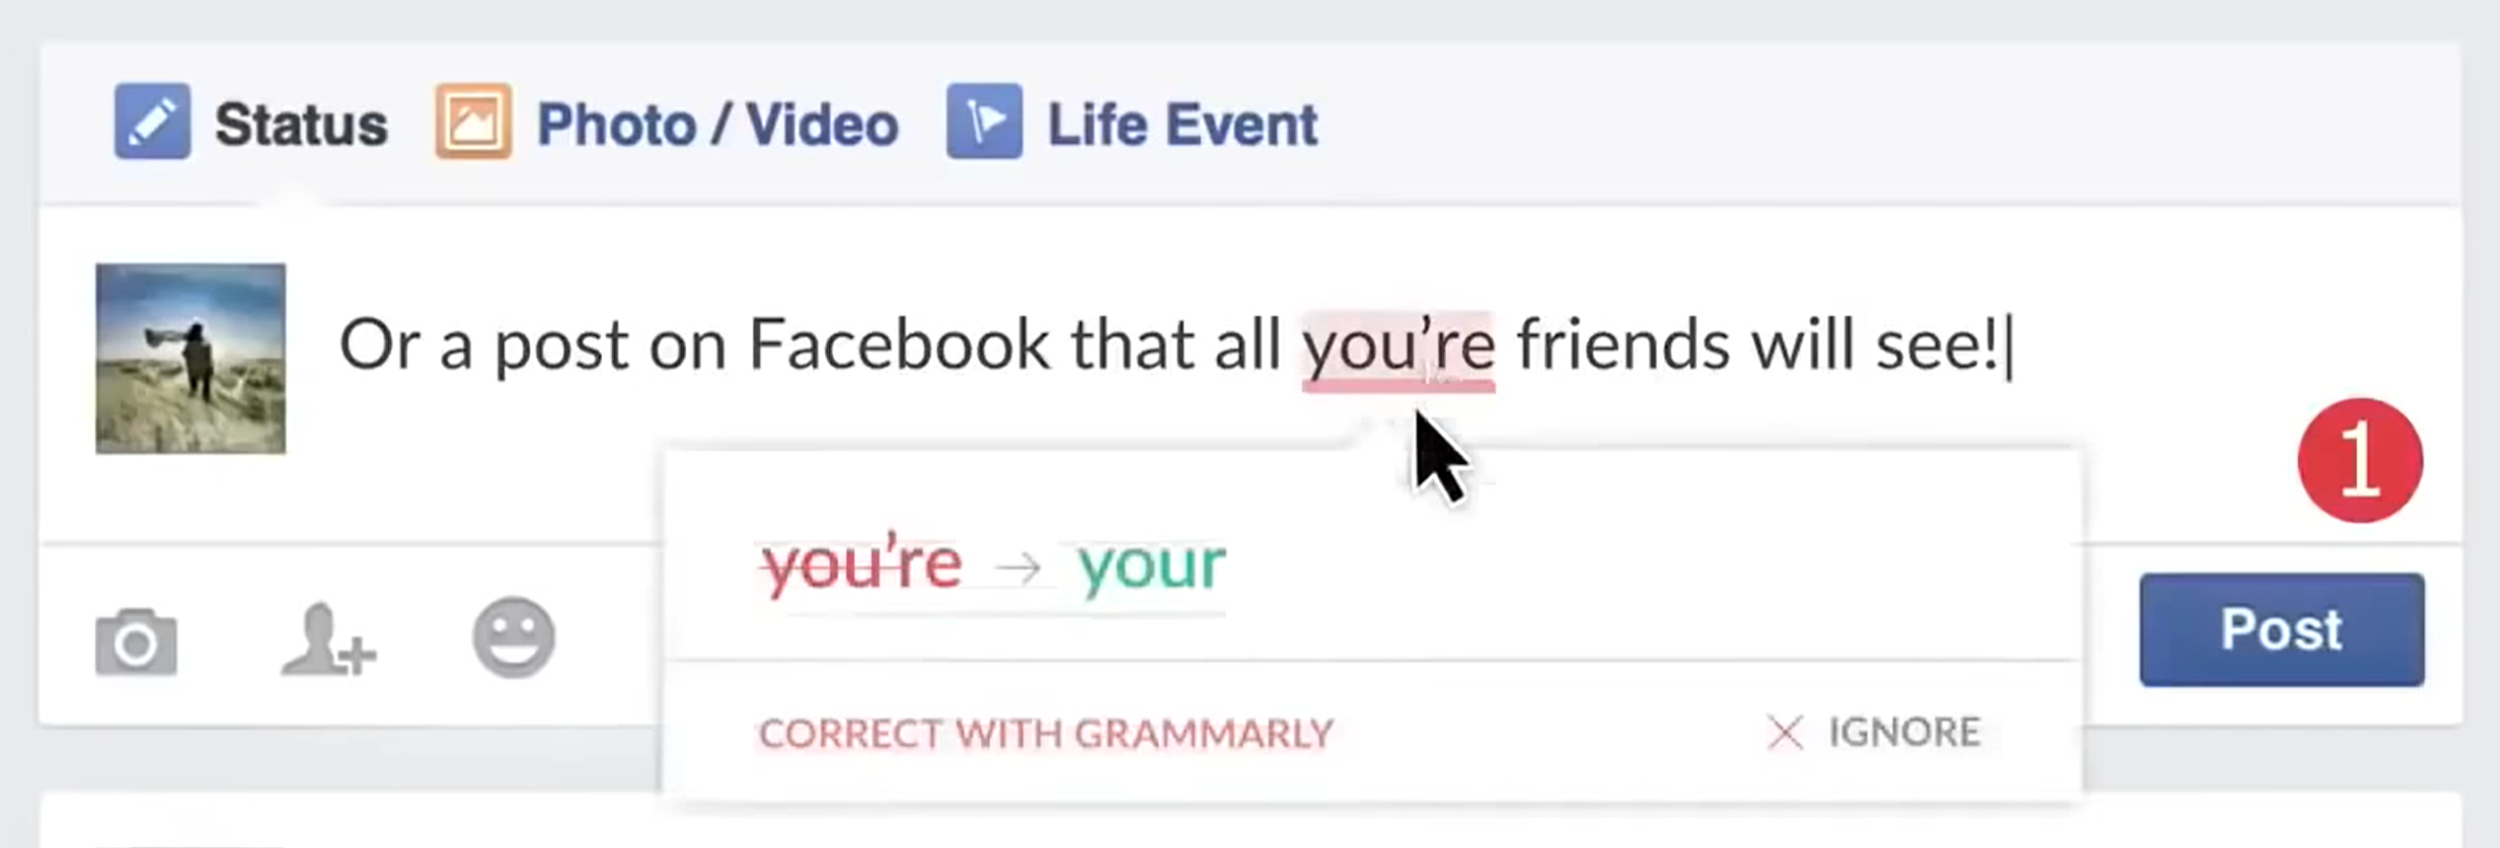 Status Photo / Video Life Event
Or a post on Facebook that all you’re friends will see!
1
you’re → your
Post
CORRECT WITH GRAMMARLY IGNORE